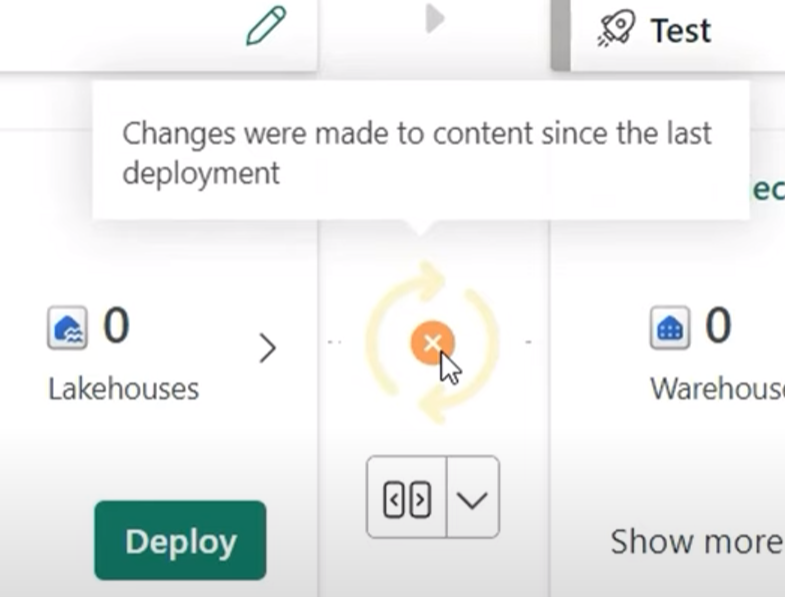 Test
Changes were made to content since the last
deployment
0
Lakehouses
0
Deploy
Show more